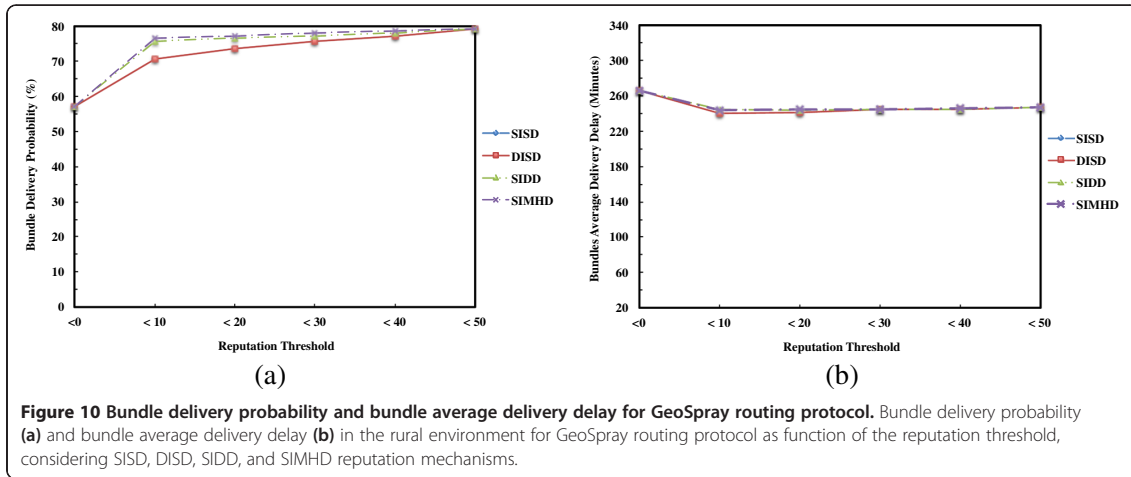 80
70
60
50
40
30
20
10
0
Bundle Delivery Probability (%)
<0
< 10
< 20
< 30
< 40
< 50
Reputation Threshold
SISD
DISD
SIDD
SIMHD
(a)
340
300
260
220
180
140
100
60
20
Bundles Average Delivery Delay (Minutes)
<0
< 10
< 20
< 30
< 40
< 50
Reputation Threshold
SISD
DISD
SIDD
SIMHD
(b)
Figure 10 Bundle delivery probability and bundle average delivery delay for GeoSpray routing protocol. Bundle delivery probability
(a) and bundle average delivery delay (b) in the rural environment for GeoSpray routing protocol as function of the reputation threshold,
considering SISD, DISD, SIDD, and SIMHD reputation mechanisms.